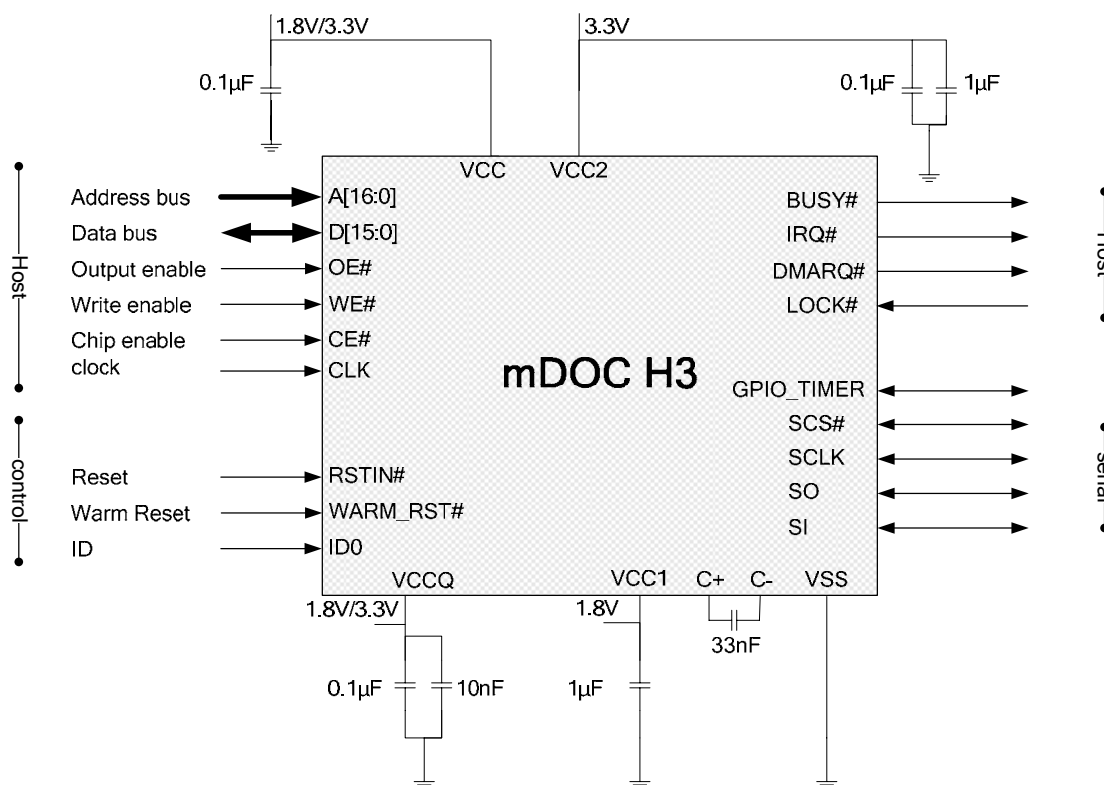 1.8V/3.3V
3.3V
0.1µF
0.1µF
1µF
VCC
VCC2
Host
Address bus
A[16:0]
Data bus
D[15:0]
Output enable
OE#
Write enable
WE#
Chip enable
CE#
clock
CLK
mDOC H3
BUSY#
IRQ#
DMARQ#
LOCK#
Host
GPIO_TIMER
SCS#
SCLK
SO
SI
serial
control
Reset
RSTIN#
Warm Reset
WARM_RST#
ID
ID0
VCCQ
VCC1
C+
C-
VSS
1.8V/3.3V
1.8V
33nF
0.1µF
10nF
1µF